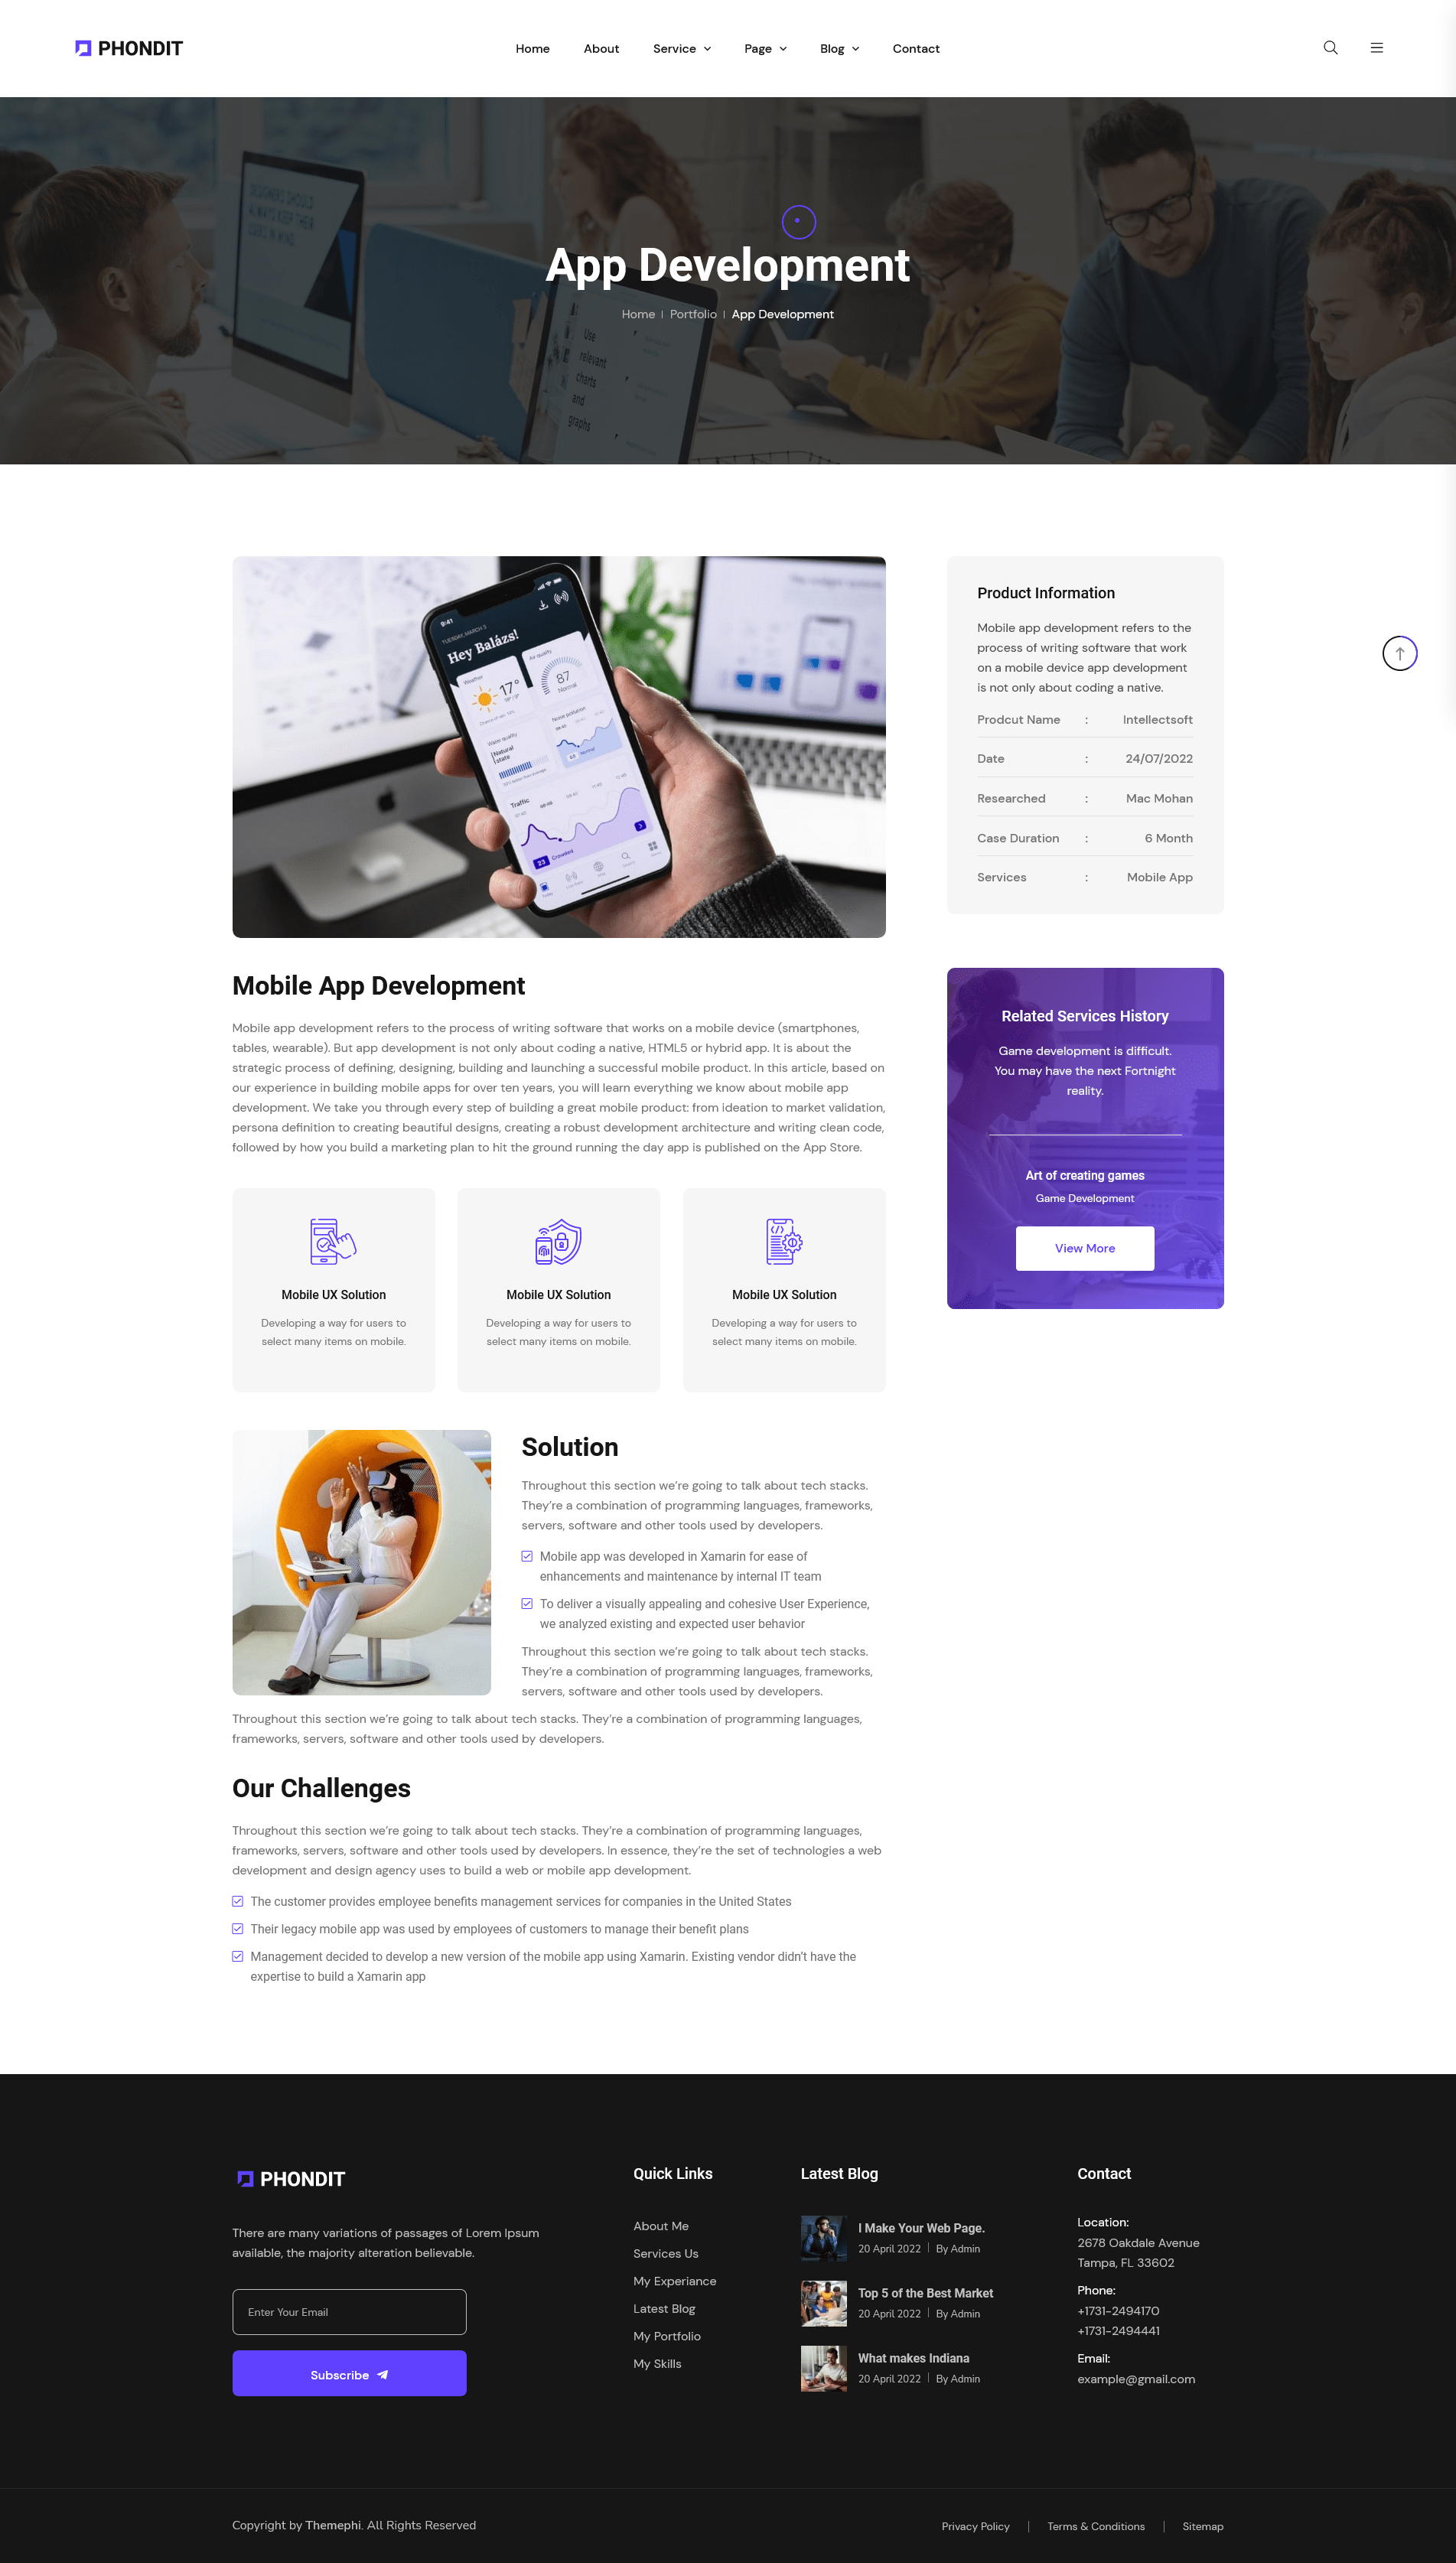 PHONDIT
Home
About
Service
Page
Blog
Contact
App Development
Home
Portfolio
App Development
Use
relevant
charts
and
graphs
9:41
TUESDAY, MARCH 3
Hey Balázs!
Weather
17°
Air quality
87
Normal
Noise pollution
Water quality
Natural
state
Traffic
23
Crowded
Product Information
Mobile app development refers to the
process of writing software that work
on a mobile device app development
is not only about coding a native.
Prodcut Name : Intellectsoft
Date : 24/07/2022
Researched : Mac Mohan
Case Duration : 6 Month
Services : Mobile App
Mobile App Development
Mobile app development refers to the process of writing software that works on a mobile device (smartphones,
tables, wearable). But app development is not only about coding a native, HTML5 or hybrid app. It is about the
strategic process of defining, designing, building and launching a successful mobile product. In this article, based on
our experience in building mobile apps for over ten years, you will learn everything we know about mobile app
development. We take you through every step of building a great mobile product: from ideation to market validation,
persona definition to creating beautiful designs, creating a robust development architecture and writing clean code,
followed by how you build a marketing plan to hit the ground running the day app is published on the App Store.
Related Services History
Game development is difficult.
You may have the next Fortnight
reality.
Art of creating games
Game Development
View More
Mobile UX Solution
Developing a way for users to
select many items on mobile.
Mobile UX Solution
Developing a way for users to
select many items on mobile.
Mobile UX Solution
Developing a way for users to
select many items on mobile.
Solution
Throughout this section we’re going to talk about tech stacks.
They’re a combination of programming languages, frameworks,
servers, software and other tools used by developers.
Mobile app was developed in Xamarin for ease of
enhancements and maintenance by internal IT team
To deliver a visually appealing and cohesive User Experience,
we analyzed existing and expected user behavior
Throughout this section we’re going to talk about tech stacks.
They’re a combination of programming languages, frameworks,
servers, software and other tools used by developers.
Throughout this section we’re going to talk about tech stacks. They’re a combination of programming languages,
frameworks, servers, software and other tools used by developers.
Our Challenges
Throughout this section we’re going to talk about tech stacks. They’re a combination of programming languages,
frameworks, servers, software and other tools used by developers. In essence, they’re the set of technologies a web
development and design agency uses to build a web or mobile app development.
The customer provides employee benefits management services for companies in the United States
Their legacy mobile app was used by employees of customers to manage their benefit plans
Management decided to develop a new version of the mobile app using Xamarin. Existing vendor didn’t have the
expertise to build a Xamarin app
PHONDIT
There are many variations of passages of Lorem Ipsum
available, the majority alteration believable.
Enter Your Email
Subscribe
Quick Links
About Me
Services Us
My Experiance
Latest Blog
My Portfolio
My Skills
Latest Blog
I Make Your Web Page.
20 April 2022 | By Admin
Top 5 of the Best Market
20 April 2022 | By Admin
What makes Indiana
20 April 2022 | By Admin
Contact
Location:
2678 Oakdale Avenue
Tampa, FL 33602
Phone:
+1731-2494170
+1731-2494441
Email:
example@gmail.com
Copyright by Themephi. All Rights Reserved
Privacy Policy | Terms & Conditions | Sitemap